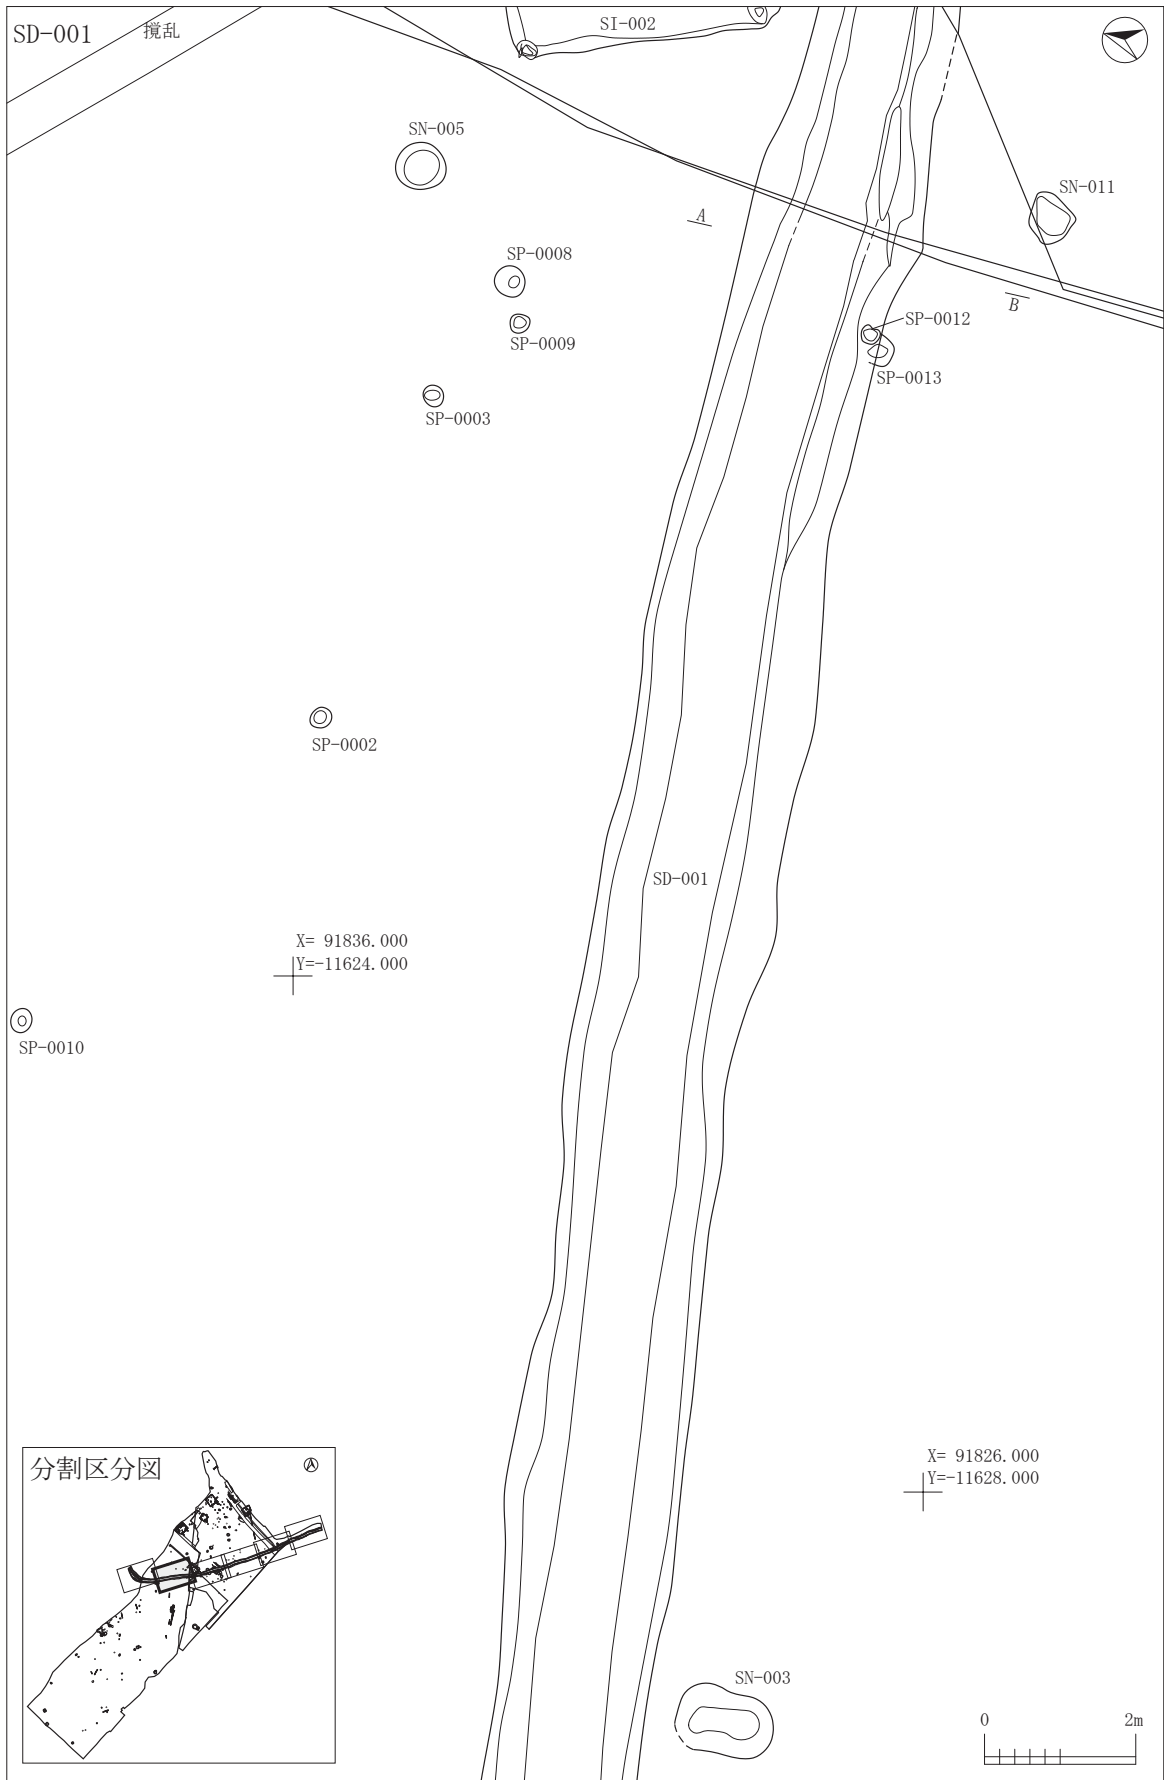 SD-001
撹乱
SI-002
SN-005
SN-011
A
SP-0008
B
SP-0012
SP-0009
SP-0013
SP-0003
SP-0002
SD-001
X= 91836.000
Y=-11624.000
SP-0010
X= 91826.000
Y=-11628.000
分割区分図
SN-003
0 2m